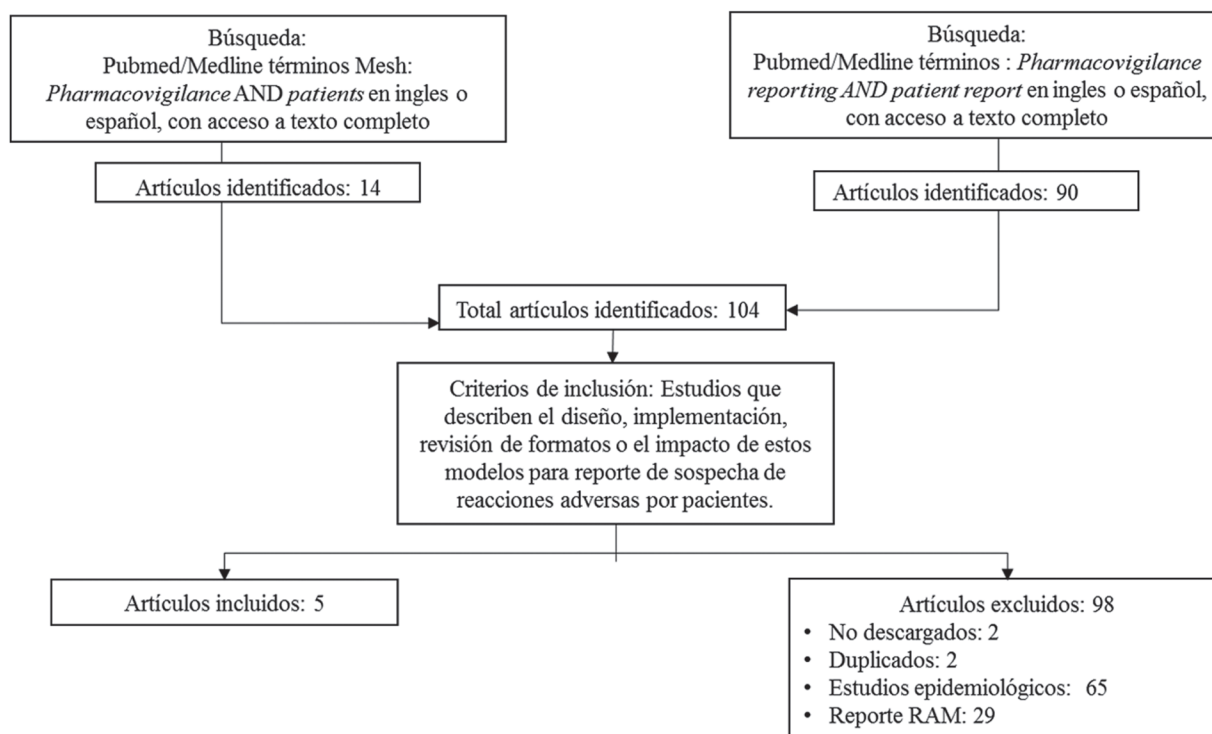 Búsqueda:
Pubmed/Medline términos Mesh:
Pharmacovigilance AND patients en ingles o
español, con acceso a texto completo
Búsqueda:
Pubmed/Medline términos : Pharmacovigilance
reporting AND patient report en ingles o español,
con acceso a texto completo
Artículos identificados: 14
Artículos identificados: 90
Total artículos identificados: 104
Criterios de inclusión: Estudios que
describen el diseño, implementación,
revisión de formatos o el impacto de estos
modelos para reporte de sospecha de
reacciones adversas por pacientes.
Artículos incluidos: 5
Artículos excluidos: 98
• No descargados: 2
• Duplicados: 2
• Estudios epidemiológicos: 65
• Reporte RAM: 29